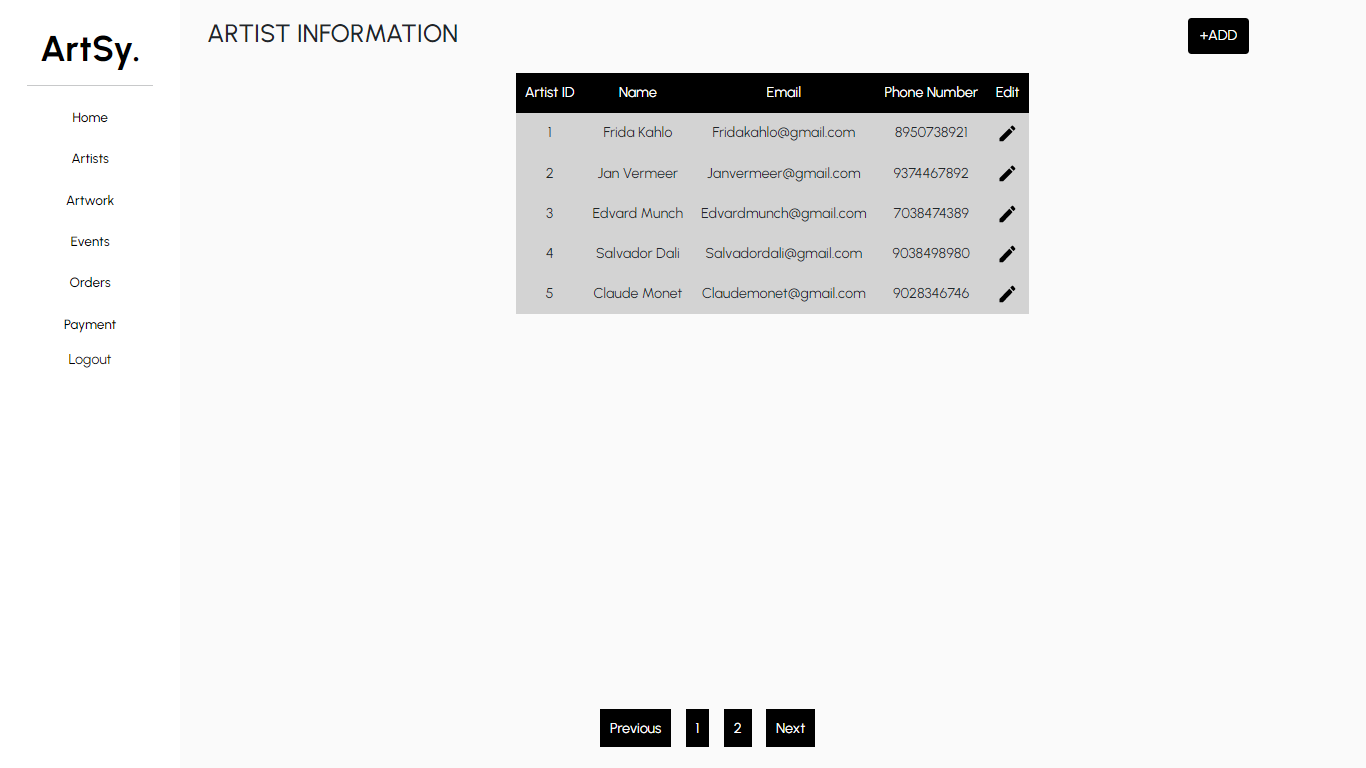 ArtSy.
Home
Artists
Artwork
Events
Orders
Payment
Logout
ARTIST INFORMATION
+ADD
Artist ID Name Email Phone Number Edit
1 Frida Kahlo Fridakahlo@gmail.com 8950738921
2 Jan Vermeer Janvermeer@gmail.com 9374467892
3 Edvard Munch Edvardmunch@gmail.com 7038474389
4 Salvador Dali Salvadordali@gmail.com 9038498980
5 Claude Monet Claudemonet@gmail.com 9028346746
Previous 1 2 Next